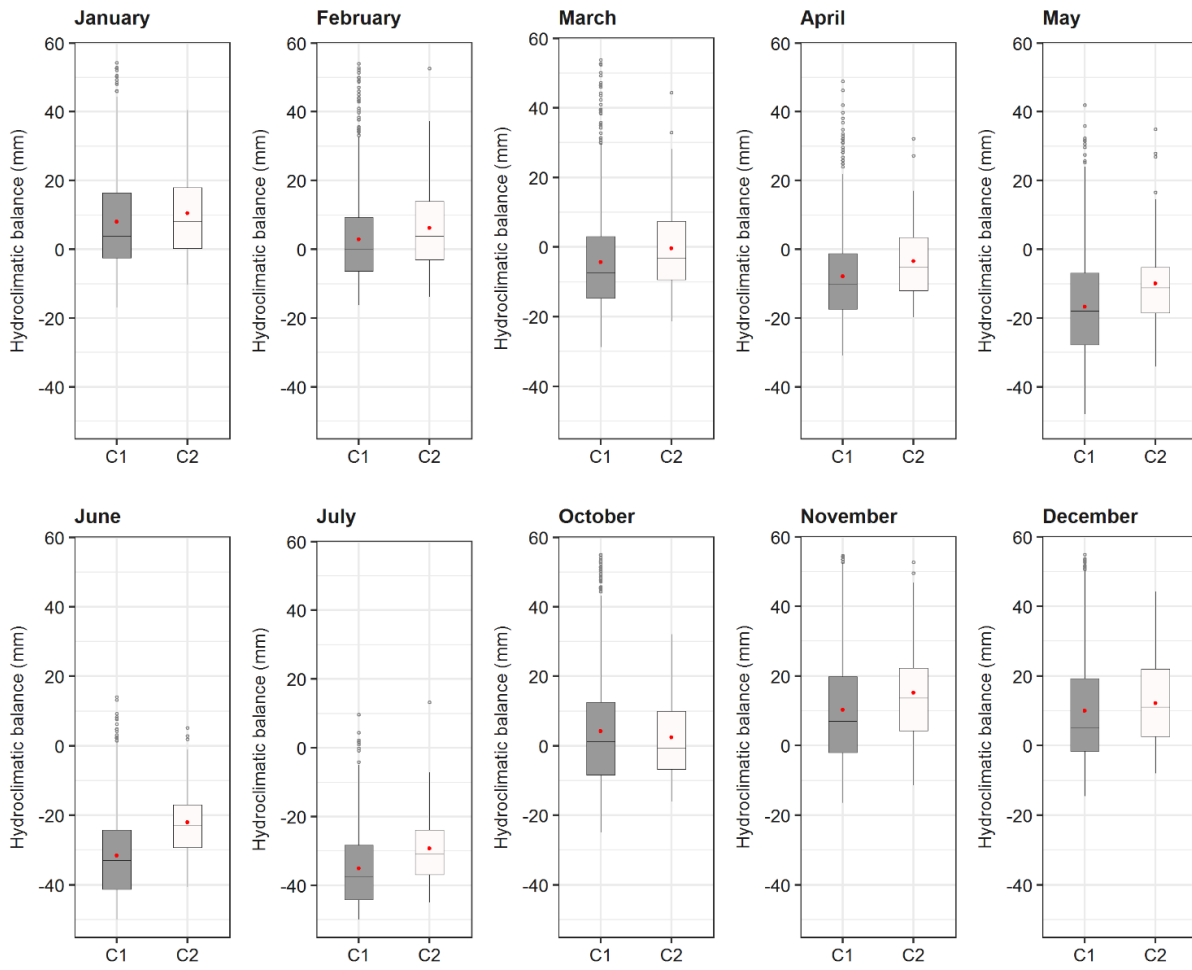 January
February
March
April
May
Hydroclimatic balance (mm)
60
40
20
0
-20
-40
C1
C2
Hydroclimatic balance (mm)
60
40
20
0
-20
-40
C1
C2
Hydroclimatic balance (mm)
60
40
20
0
-20
-40
C1
C2
Hydroclimatic balance (mm)
60
40
20
0
-20
-40
C1
C2
Hydroclimatic balance (mm)
60
40
20
0
-20
-40
C1
C2
June
July
October
November
December
Hydroclimatic balance (mm)
60
40
20
0
-20
-40
C1
C2
Hydroclimatic balance (mm)
60
40
20
0
-20
-40
C1
C2
Hydroclimatic balance (mm)
60
40
20
0
-20
-40
C1
C2
Hydroclimatic balance (mm)
60
40
20
0
-20
-40
C1
C2
Hydroclimatic balance (mm)
60
40
20
0
-20
-40
C1
C2